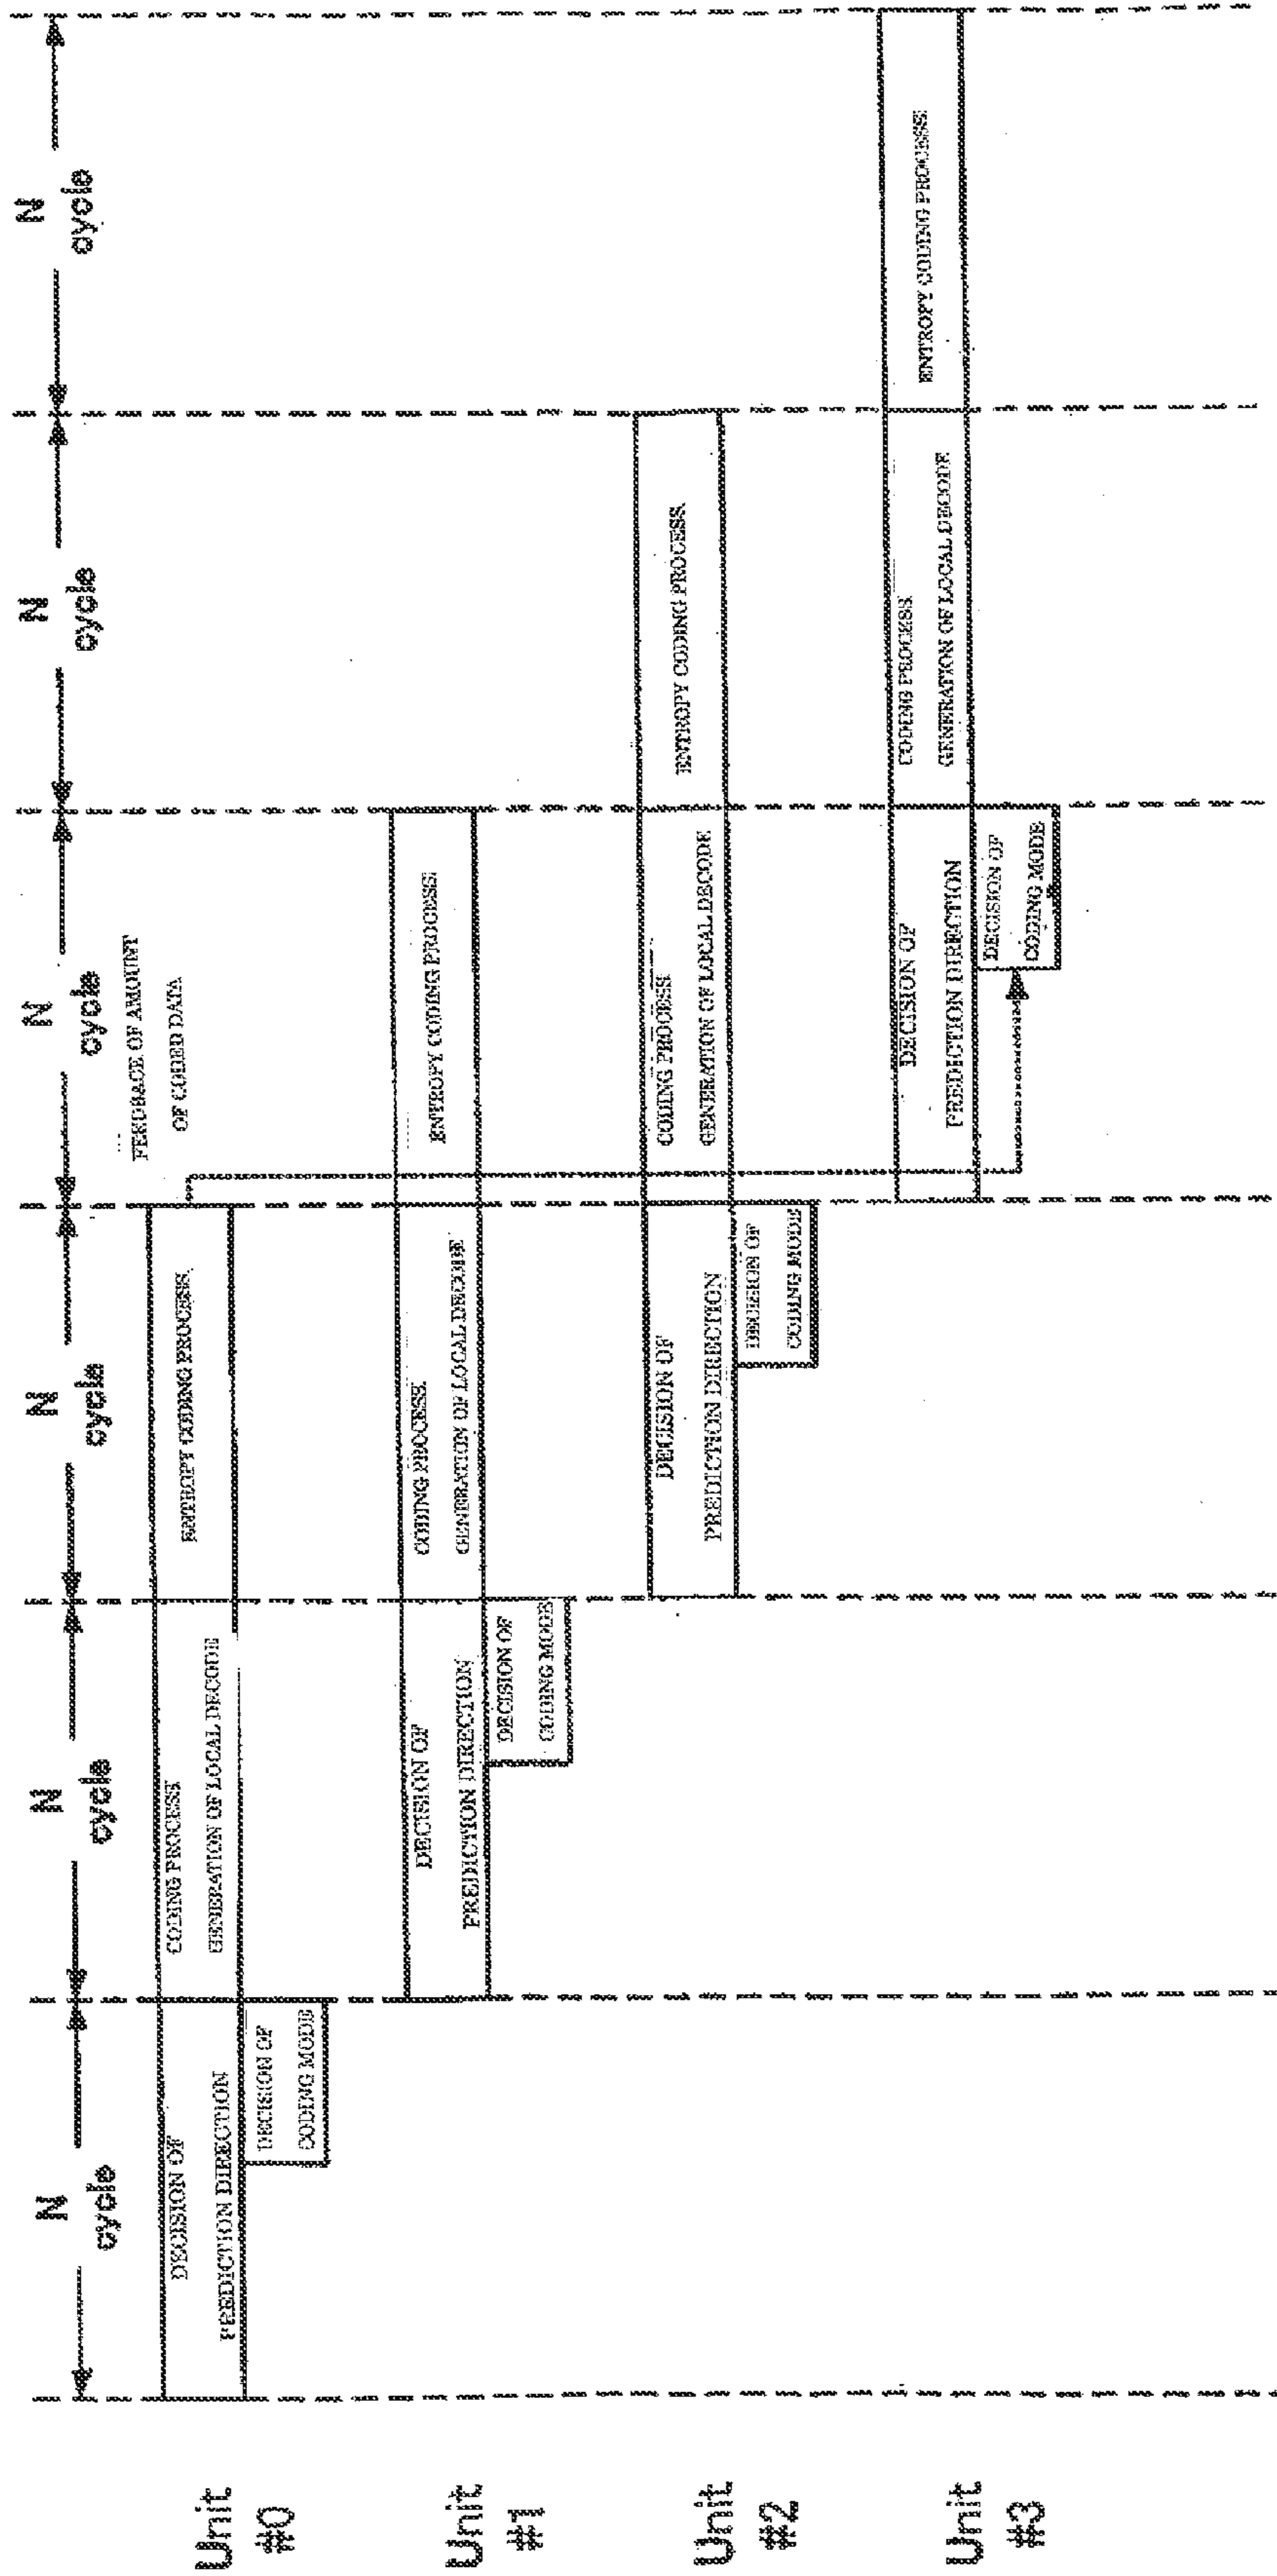 N
cycle
N
cycle
N
cycle
N
cycle
N
cycle
N
cycle
FEEDBACK OF AMOUNT
OF CODED DATA
Unit
#0
DECISION OF
PREDICTION DIRECTION
DECISION OF
CODING MODE
CODING PROCESS
GENERATION OF LOCAL DECODE
ENTROPY CODING PROCESS
Unit
#1
DECISION OF
PREDICTION DIRECTION
DECISION OF
CODING MODE
CODING PROCESS
GENERATION OF LOCAL DECODE
ENTROPY CODING PROCESS
Unit
#2
DECISION OF
PREDICTION DIRECTION
DECISION OF
CODING MODE
CODING PROCESS
GENERATION OF LOCAL DECODE
ENTROPY CODING PROCESS
Unit
#3
DECISION OF
PREDICTION DIRECTION
DECISION OF
CODING MODE
CODING PROCESS
GENERATION OF LOCAL DECODE
ENTROPY CODING PROCESS